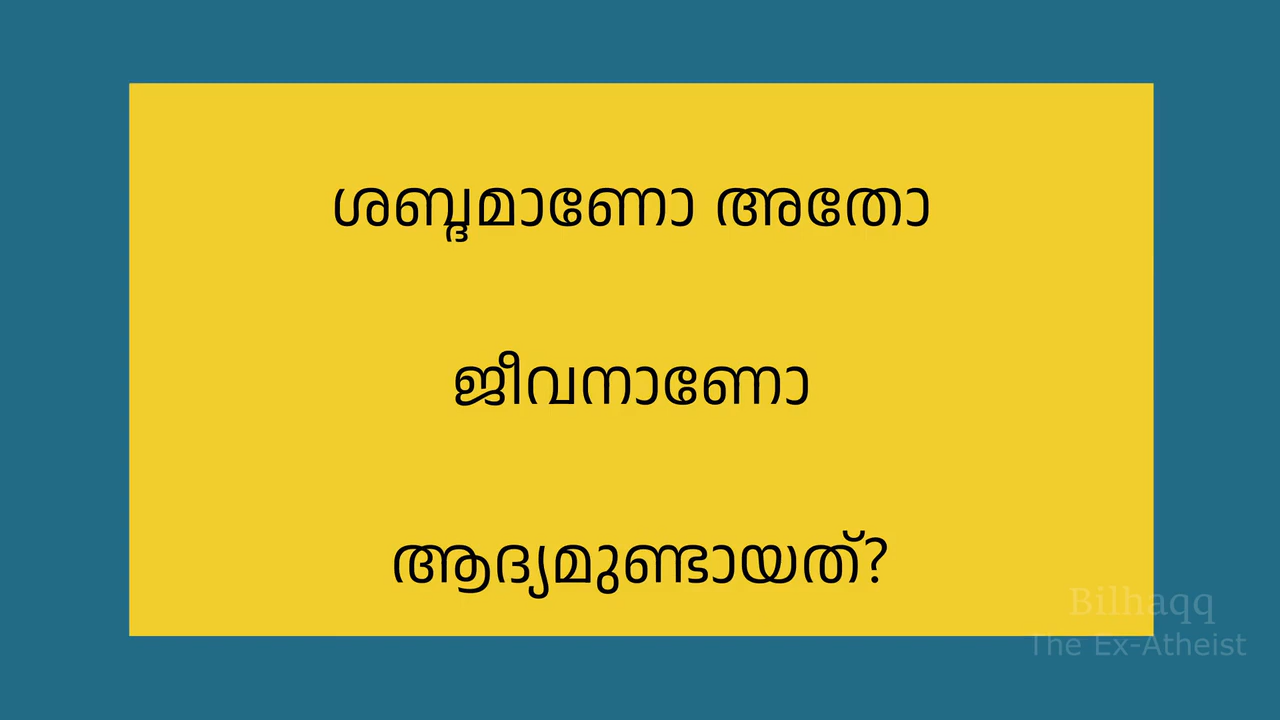 ശബ്ദമാണോ അതോ
ജീവനാണോ
ആദ്യമുണ്ടായത്?
Bilhaqq
The Ex-Atheist